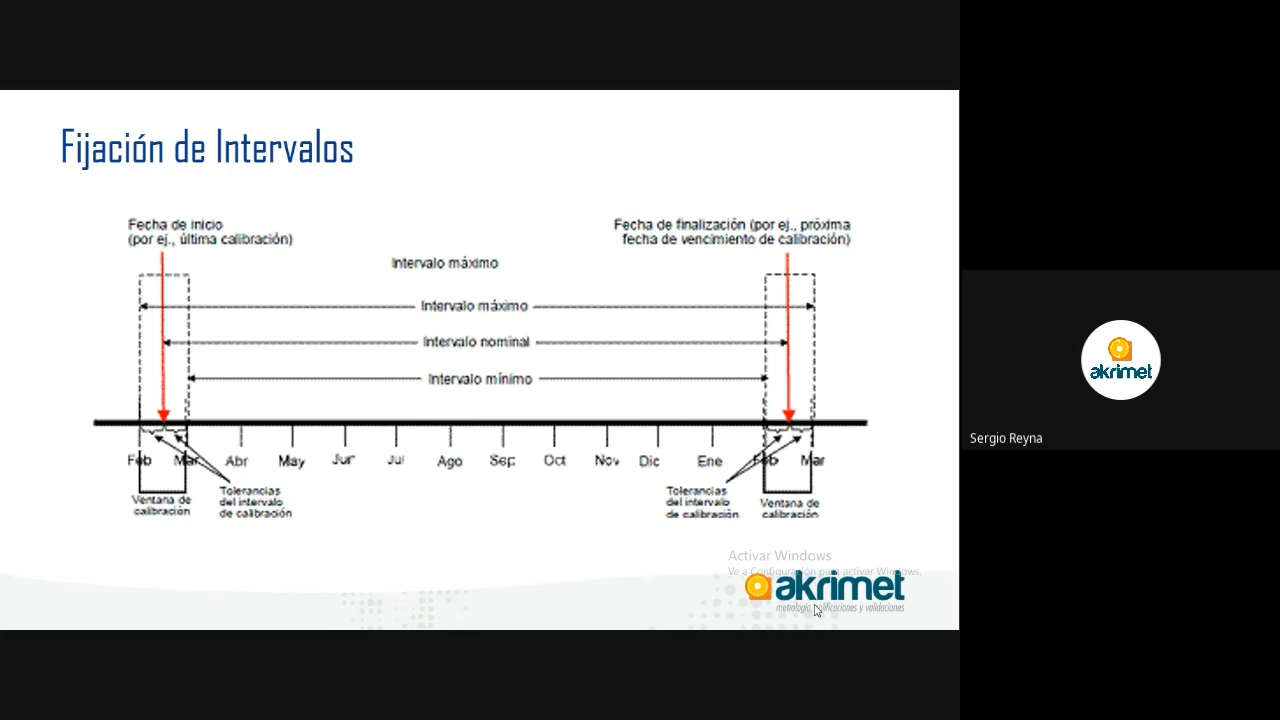 Fijación de Intervalos
Fecha de inicio
(por ej., última calibración)
Fecha de finalización (por ej., próxima
fecha de vencimiento de calibración)
Intervalo máximo
Intervalo máximo
Intervalo nominal
Intervalo mínimo
Feb Mar Abr May Jun Jul Ago Sep Oct Nov Dic Ene Feb Mar
Ventana de
calibración
Tolerancias
del intervalo
de calibración
Tolerancias
del intervalo
de calibración
Ventana de
calibración
Activar Windows
Ve a Configuración para activar Windows.
akrimet
metrología, calificaciones y validaciones
akrimet
Sergio Reyna